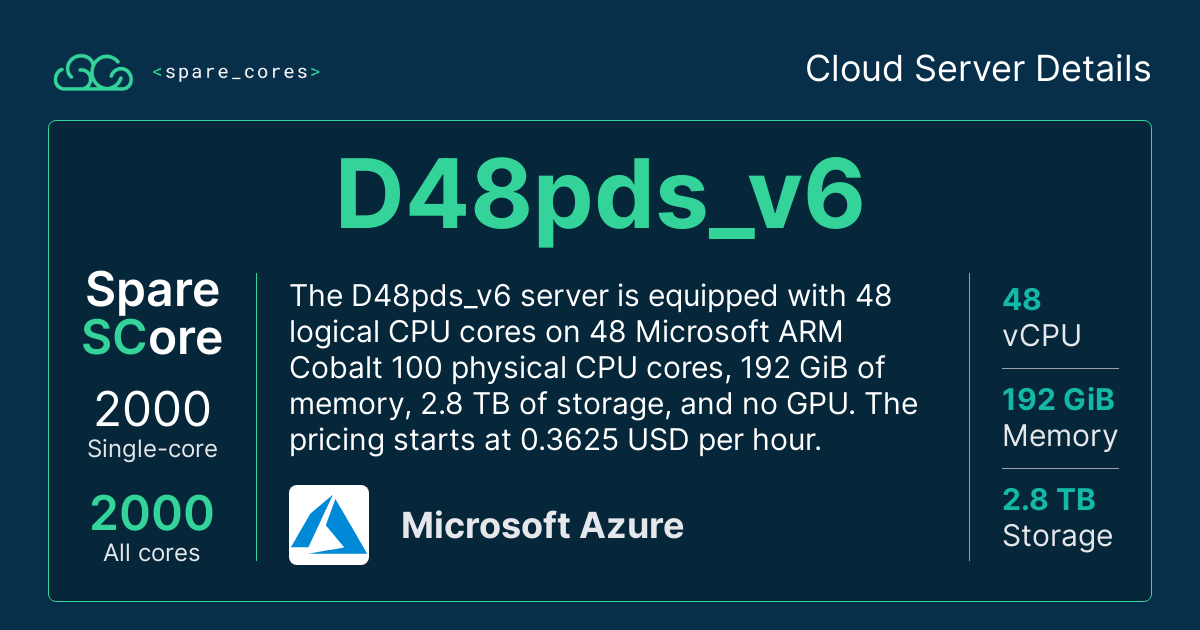 <spare_cores>
Cloud Server Details
D48pds_v6
Spare
SCore
2000
Single-core
2000
All cores
The D48pds_v6 server is equipped with 48
logical CPU cores on 48 Microsoft ARM
Cobalt 100 physical CPU cores, 192 GiB of
memory, 2.8 TB of storage, and no GPU. The
pricing starts at 0.3625 USD per hour.
Microsoft Azure
48
vCPU
192 GiB
Memory
2.8 TB
Storage